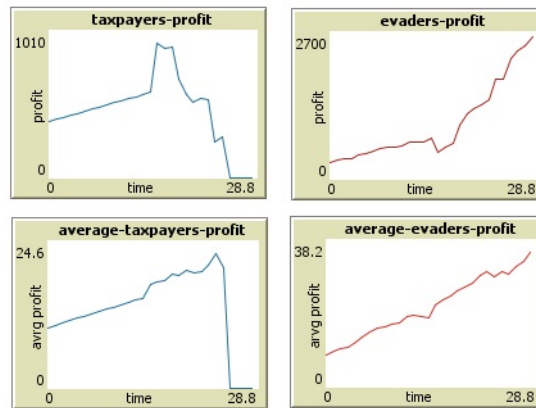 taxpayers-profit
1010
profit
0
0 time 28.8
evaders-profit
2700
profit
0
0 time 28.8
average-taxpayers-profit
24.6
avrg profit
0
0 time 28.8
average-evaders-profit
38.2
arvg profit
0
0 time 28.8